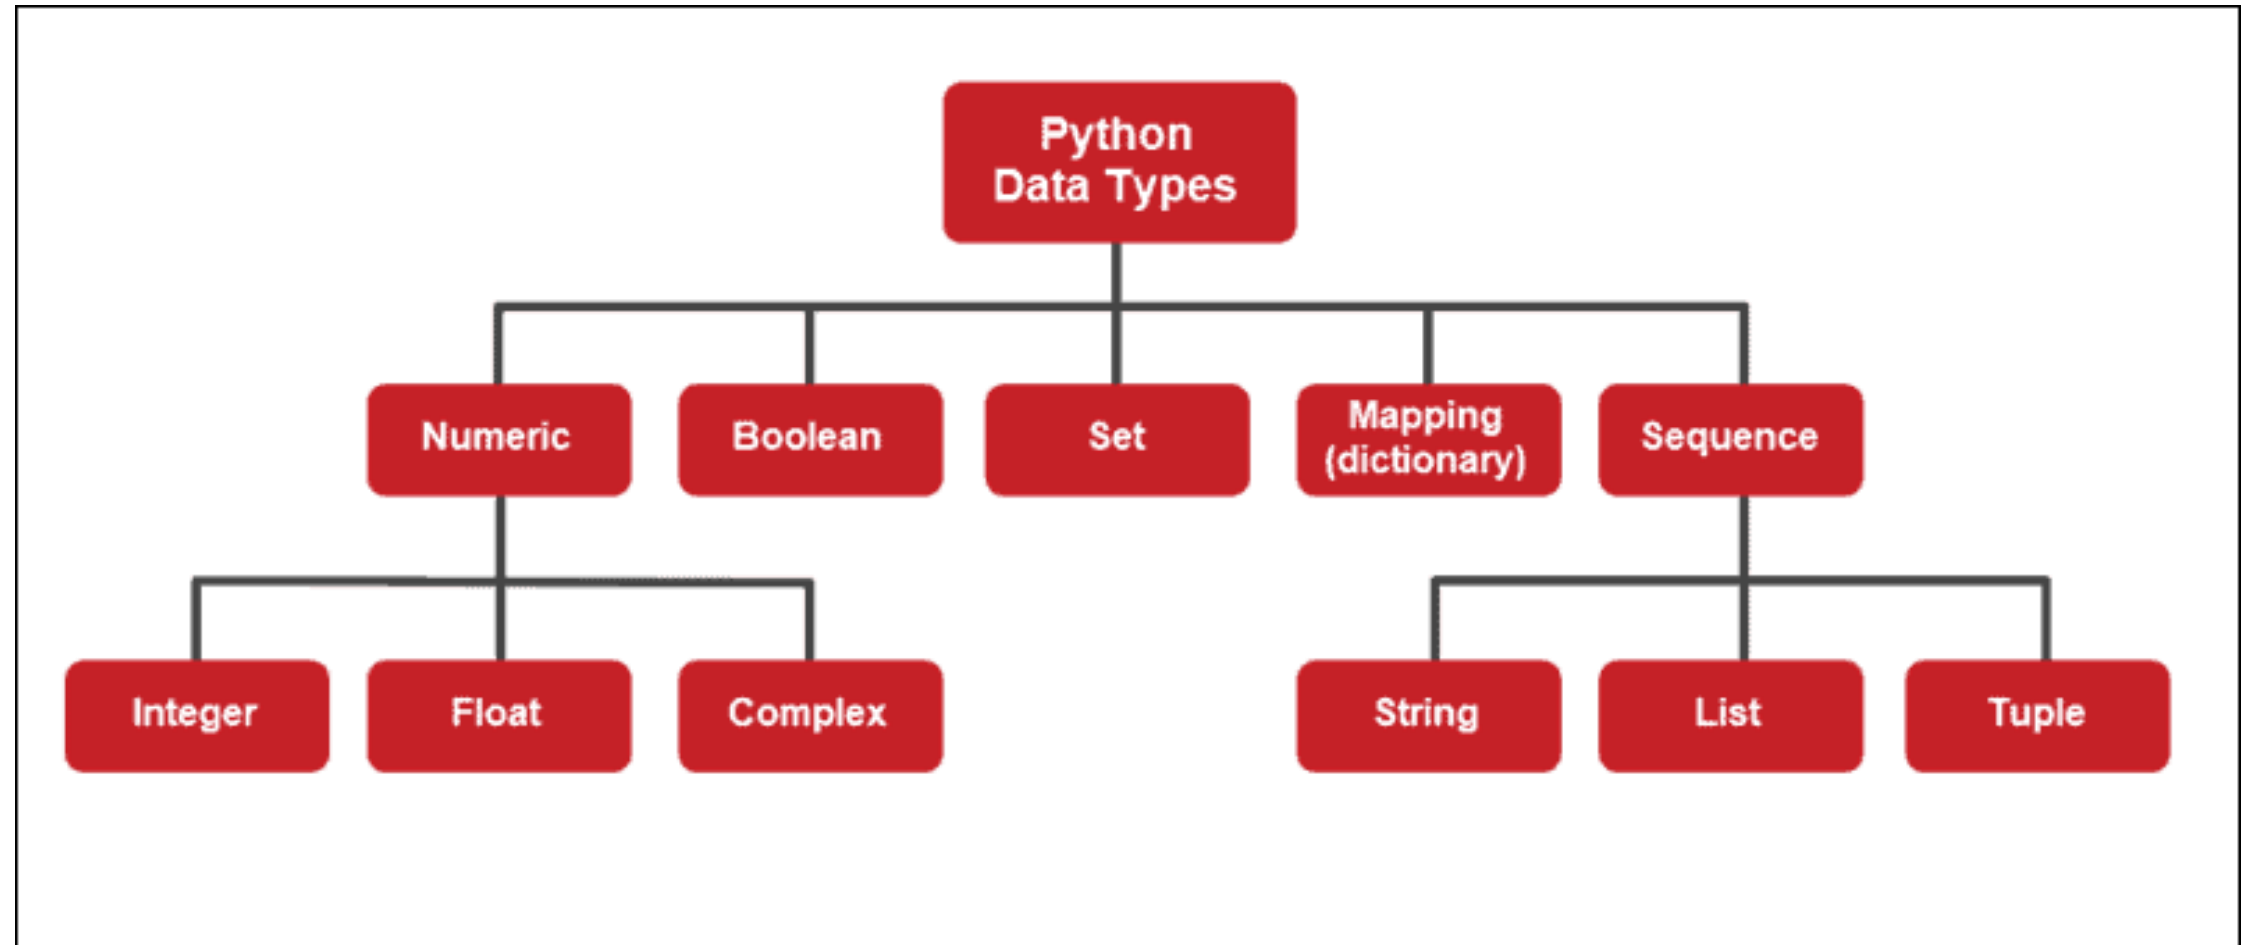 Python
Data Types
Numeric
Boolean
Set
Mapping
(dictionary)
Sequence
Integer
Float
Complex
String
List
Tuple